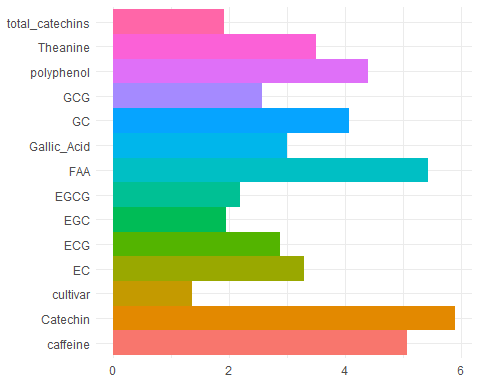 total_catechins
Theanine
polyphenol
GCG
GC
Gallic_Acid
FAA
EGCG
EGC
ECG
EC
cultivar
Catechin
caffeine
0 2 4 6